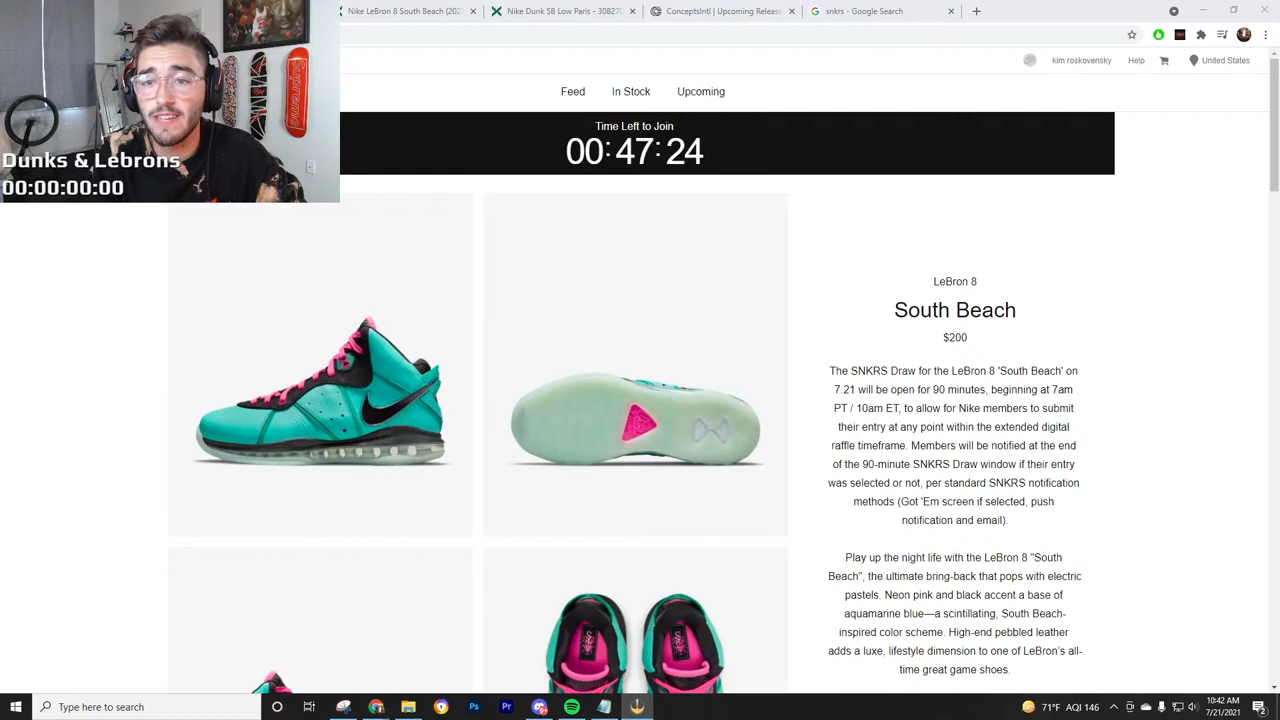 Nike LeBron 8 South Beach (202
Nike Dunk SB Low Paris - 308270
ConceptsIntl | Upcoming Release
snkrs - Google Search
kim roskovensky
Help
United States
Feed
In Stock
Upcoming
Time Left to Join
00:47:24
Supreme
Dunks & Lebrons
00:00:00:00
LeBron 8
South Beach
$200
The SNKRS Draw for the LeBron 8 'South Beach' on
7.21 will be open for 90 minutes, beginning at 7am
PT / 10am ET, to allow for Nike members to submit
their entry at any point within the extended digital
raffle timeframe. Members will be notified at the end
of the 90-minute SNKRS Draw window if their entry
was selected or not, per standard SNKRS notification
methods (Got 'Em screen if selected, push
notification and email).
Play up the night life with the LeBron 8 "South
Beach", the ultimate bring-back that pops with electric
pastels. Neon pink and black accent a base of
aquamarine blue—a scintillating, South Beach-
inspired color scheme. High-end pebbled leather
adds a luxe, lifestyle dimension to one of LeBron's all-
time great game shoes.
Type here to search
Ps
Pr
71°F AQI 146
10:42 AM
7/21/2021
2